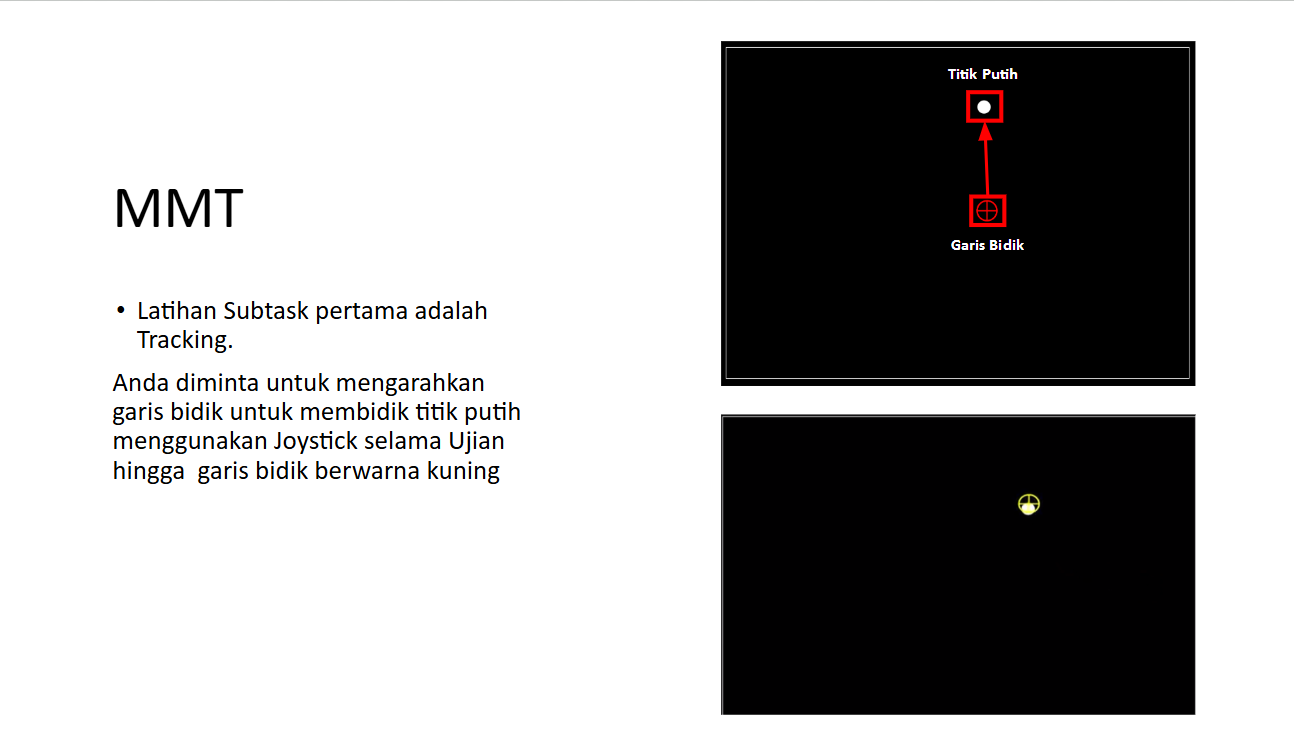 MMT
• Latihan Subtask pertama adalah
Tracking.
Anda diminta untuk mengarahkan
garis bidik untuk membidik titik putih
menggunakan Joystick selama Ujian
hingga  garis bidik berwarna kuning
Titik Putih
Garis Bidik